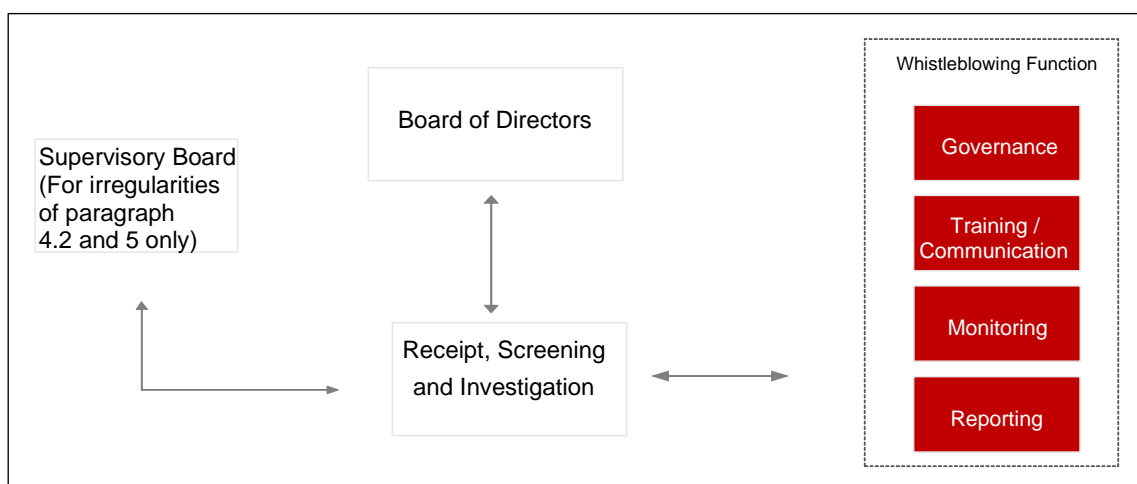 Whistleblowing Function
Board of Directors
Governance
Supervisory Board
(For irregularities
of paragraph
4.2 and 5 only)
Training /
Communication
Monitoring
Receipt, Screening
and Investigation
Reporting